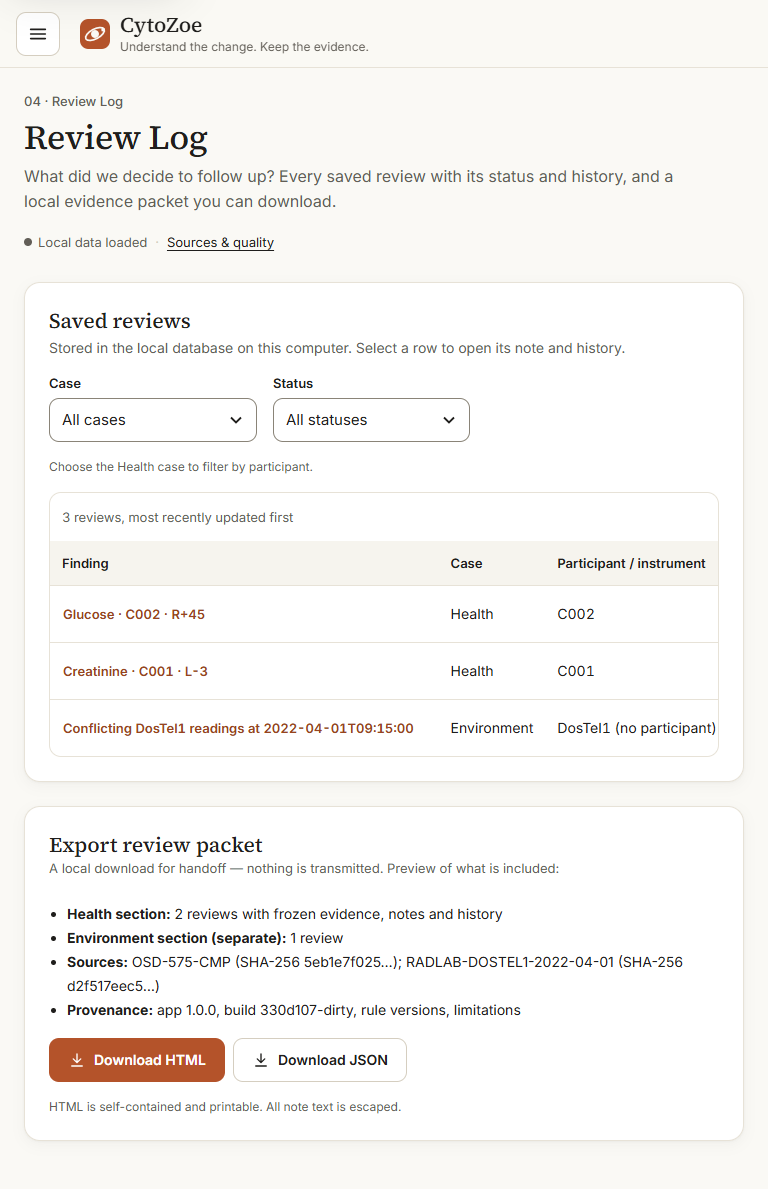 CytoZoe
Understand the change. Keep the evidence.
04 · Review Log
Review Log
What did we decide to follow up? Every saved review with its status and history, and a
local evidence packet you can download.
Local data loaded · Sources & quality
Saved reviews
Stored in the local database on this computer. Select a row to open its note and history.
Case Status
All cases All statuses
Choose the Health case to filter by participant.
3 reviews, most recently updated first
Finding Case Participant / instrument
Glucose · C002 · R+45 Health C002
Creatinine · C001 · L-3 Health C001
Conflicting DosTel1 readings at 2022-04-01T09:15:00 Environment DosTel1 (no participant)
Export review packet
A local download for handoff — nothing is transmitted. Preview of what is included:
• Health section: 2 reviews with frozen evidence, notes and history
• Environment section (separate): 1 review
• Sources: OSD-575-CMP (SHA-256 5eb1e7f025…); RADLAB-DOSTEL1-2022-04-01 (SHA-256
d2f517eec5…)
• Provenance: app 1.0.0, build 330d107-dirty, rule versions, limitations
Download HTML Download JSON
HTML is self-contained and printable. All note text is escaped.